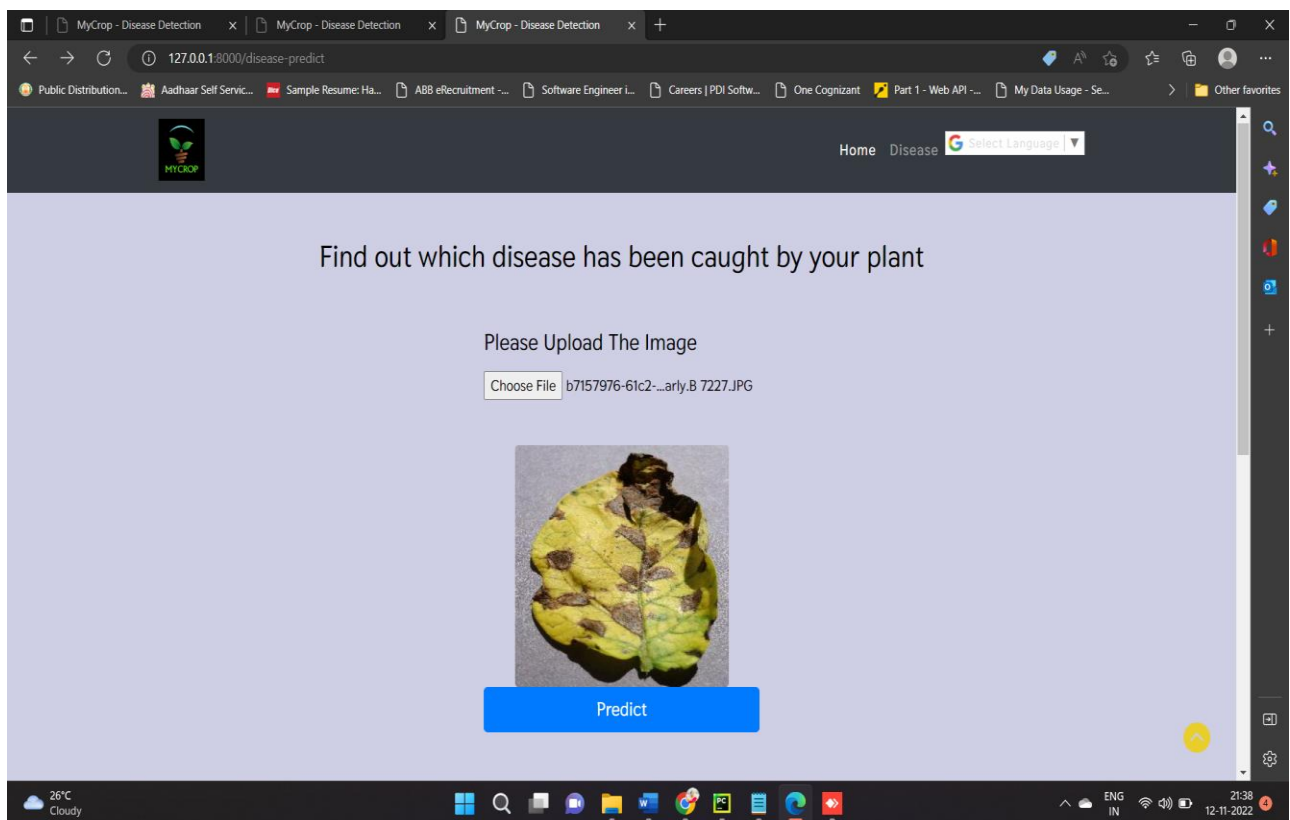 MyCrop - Disease Detection
MyCrop - Disease Detection
MyCrop - Disease Detection
127.0.0.1:8000/disease-predict
Public Distribution...
Aadhaar Self Servic...
Sample Resume: Ha...
ABB eRecruitment -...
Software Engineer i...
Careers | PDI Softw...
One Cognizant
Part 1 - Web API -...
My Data Usage - Se...
Other favorites
MYCROP
Home Disease
Select Language
Find out which disease has been caught by your plant
Please Upload The Image
Choose File b7157976-61c2-...arly.B 7227.JPG
Predict
26°C
Cloudy
ENG
IN
21:38
12-11-2022
4